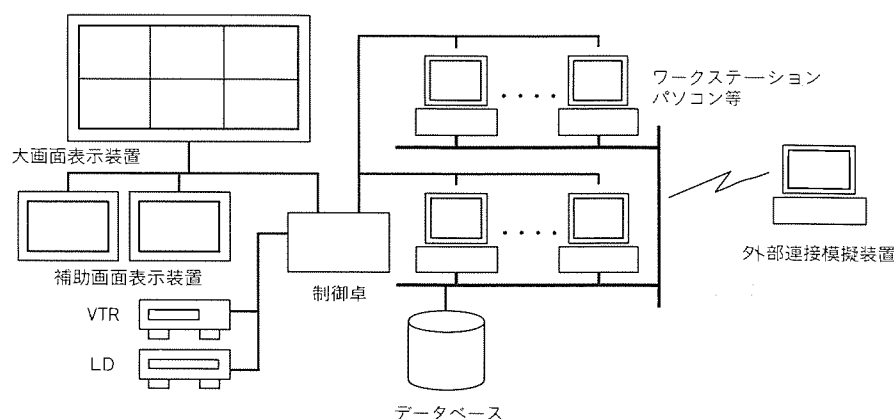 ワークステーション
パソコン等
大画面表示装置
補助画面表示装置
制御卓
外部連接模擬装置
VTR
LD
データベース